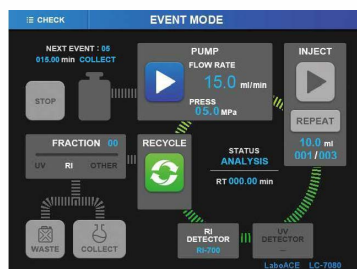 CHECK
EVENT MODE
NEXT EVENT : 06
015.00 min COLLECT
STOP
PUMP
FLOW RATE
15.0 ml/min
PRESS
05.0 MPa
INJECT
REPEAT
10.0 ml
001/003
FRACTION 00
UV RI OTHER
RECYCLE
STATUS
ANALYSIS
RT 000.00 min
WASTE
COLLECT
RI
DETECTOR
RI-700
UV
DETECTOR
--
LaboACE LC-7080